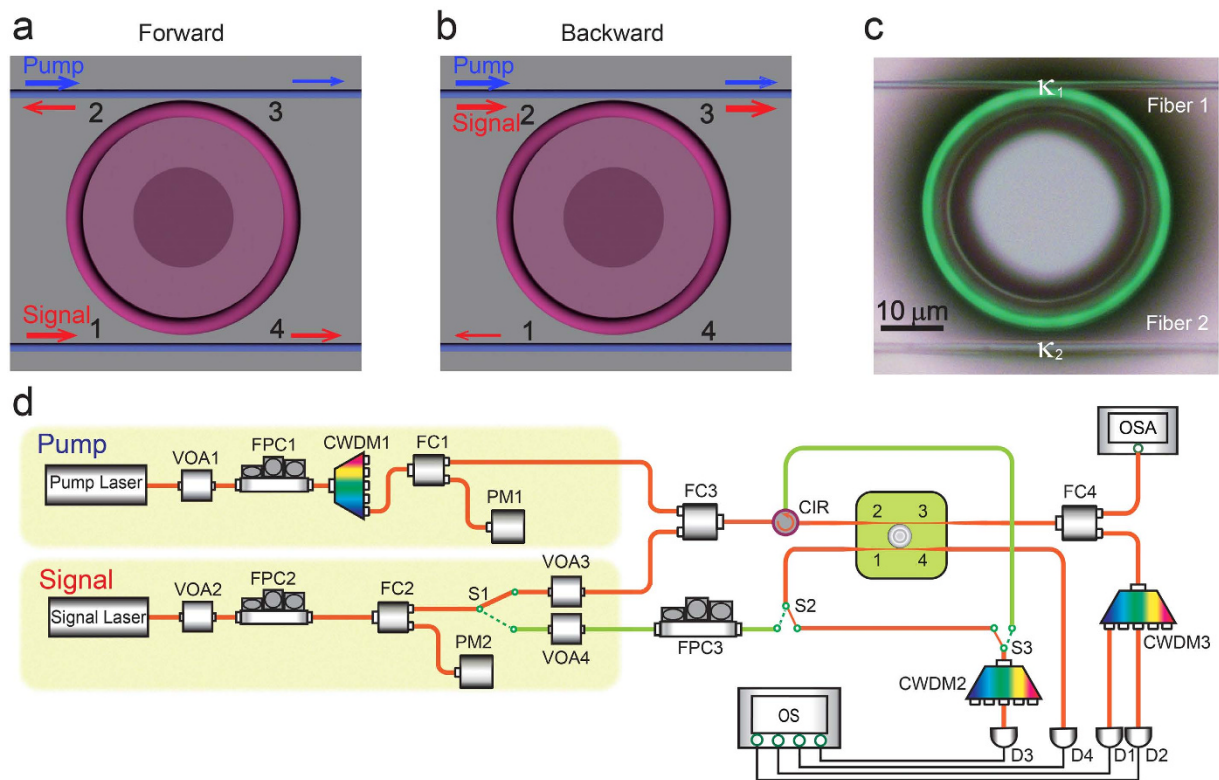 a
Forward
Pump
2
3
Signal
1
4
b
Backward
Pump
Signal
2
3
1
4
c
κ1
Fiber 1
10 μm
Fiber 2
κ2
d
Pump
Pump Laser
VOA1
FPC1
CWDM1
FC1
PM1
Signal
Signal Laser
VOA2
FPC2
FC2
PM2
S1
VOA3
VOA4
FC3
CIR
2 3
1 4
FPC3
S2
S3
CWDM2
OSA
FC4
CWDM3
OS
D3
D4
D1
D2